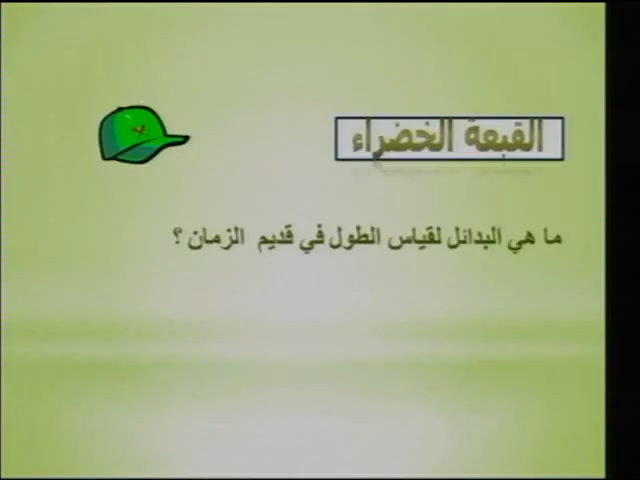 القبعة الخضراء
ما هي البدائل لقياس الطول في قديم الزمان ؟